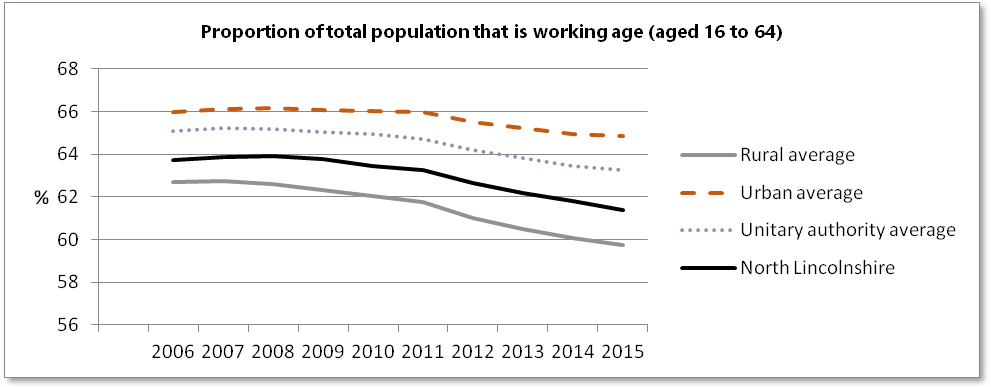 Proportion of total population that is working age (aged 16 to 64)
68
66
64
62
60
58
56
%
2006 2007 2008 2009 2010 2011 2012 2013 2014 2015
Rural average
Urban average
Unitary authority average
North Lincolnshire